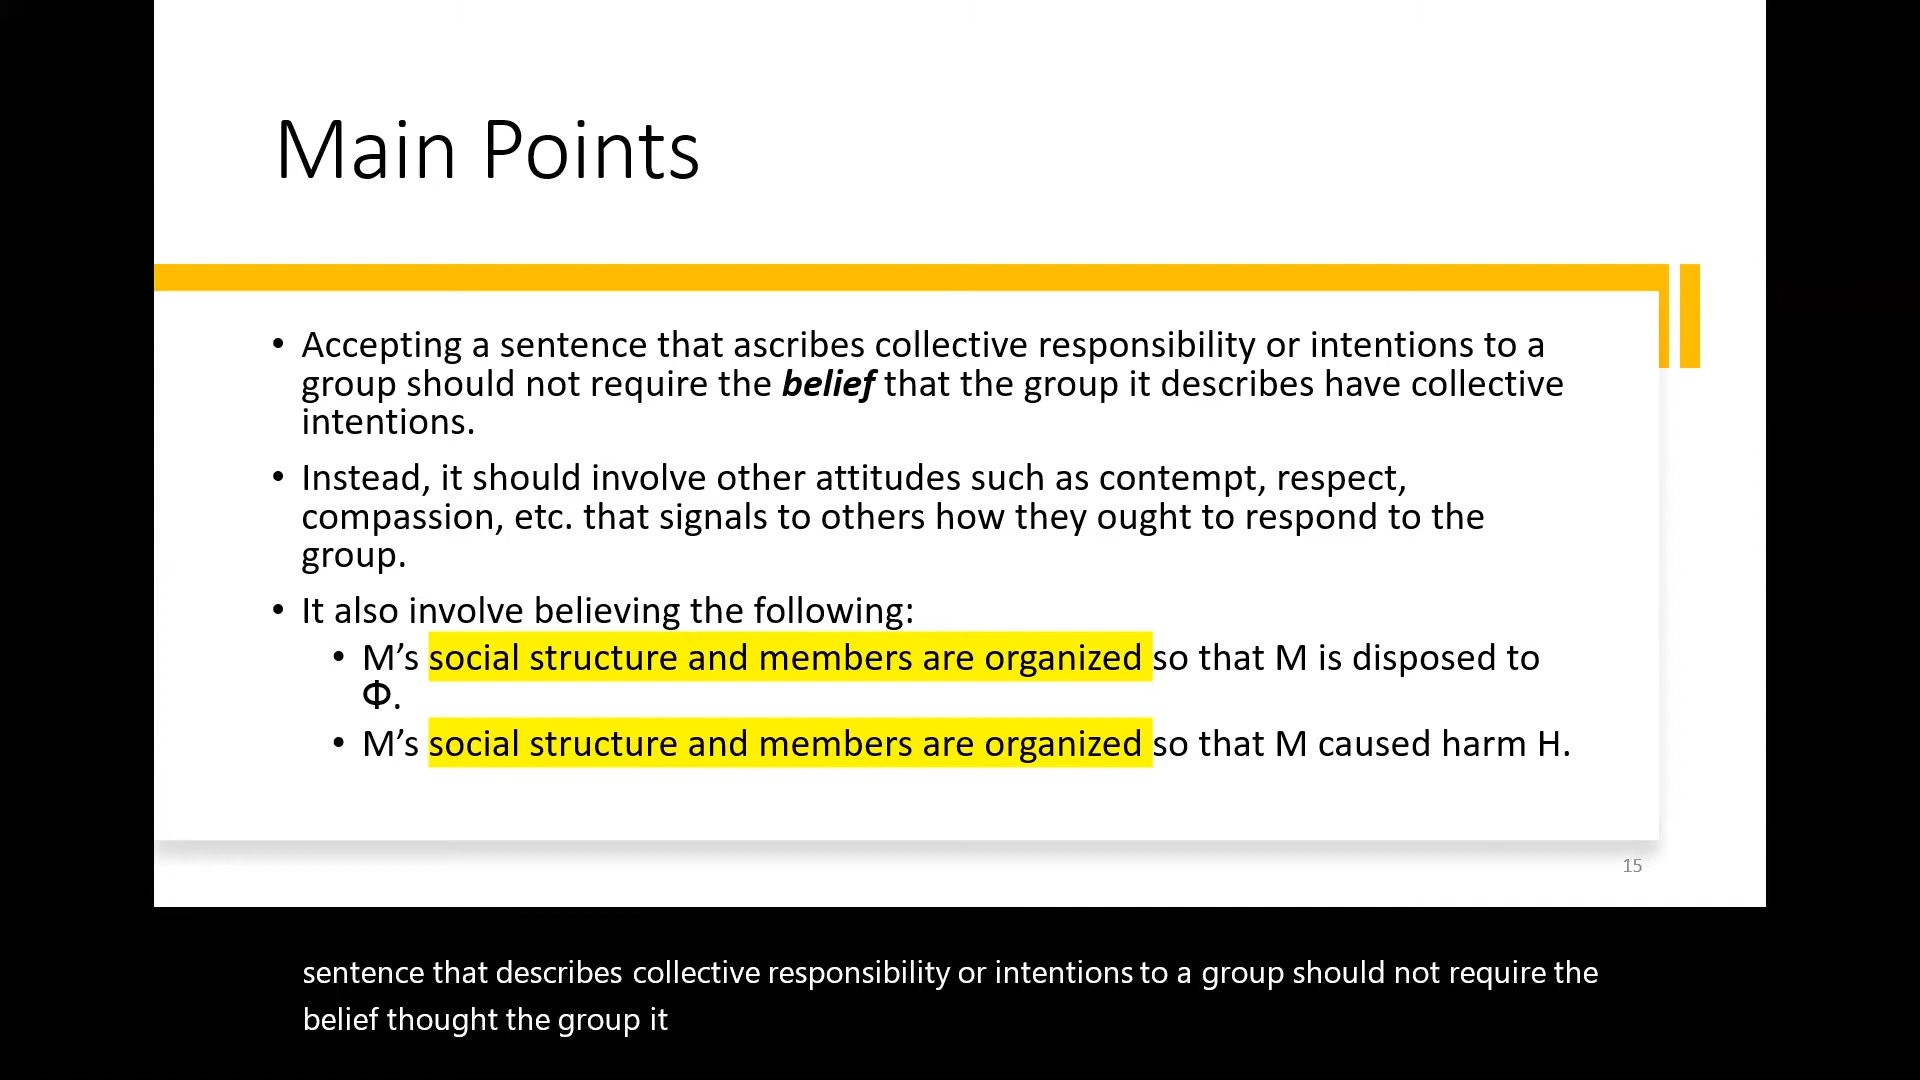 Main Points
• Accepting a sentence that ascribes collective responsibility or intentions to a
group should not require the belief that the group it describes have collective
intentions.
• Instead, it should involve other attitudes such as contempt, respect,
compassion, etc. that signals to others how they ought to respond to the
group.
• It also involve believing the following:
• M’s social structure and members are organized so that M is disposed to
Φ.
• M’s social structure and members are organized so that M caused harm H.
15
sentence that describes collective responsibility or intentions to a group should not require the
belief thought the group it